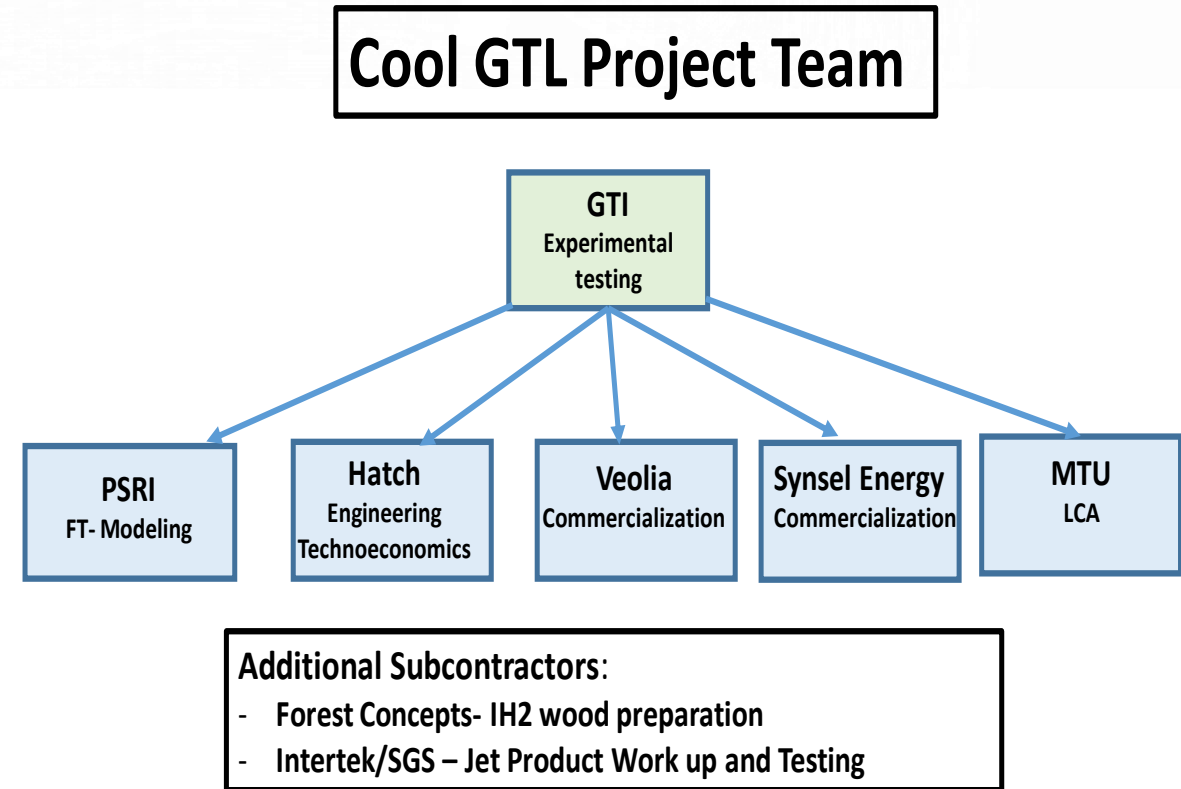 Cool GTL Project Team
GTI
Experimental
testing
PSRI
FT- Modeling
Hatch
Engineering
Technoeconomics
Veolia
Commercialization
Synsel Energy
Commercialization
MTU
LCA
Additional Subcontractors:
- Forest Concepts- IH2 wood preparation
- Intertek/SGS – Jet Product Work up and Testing